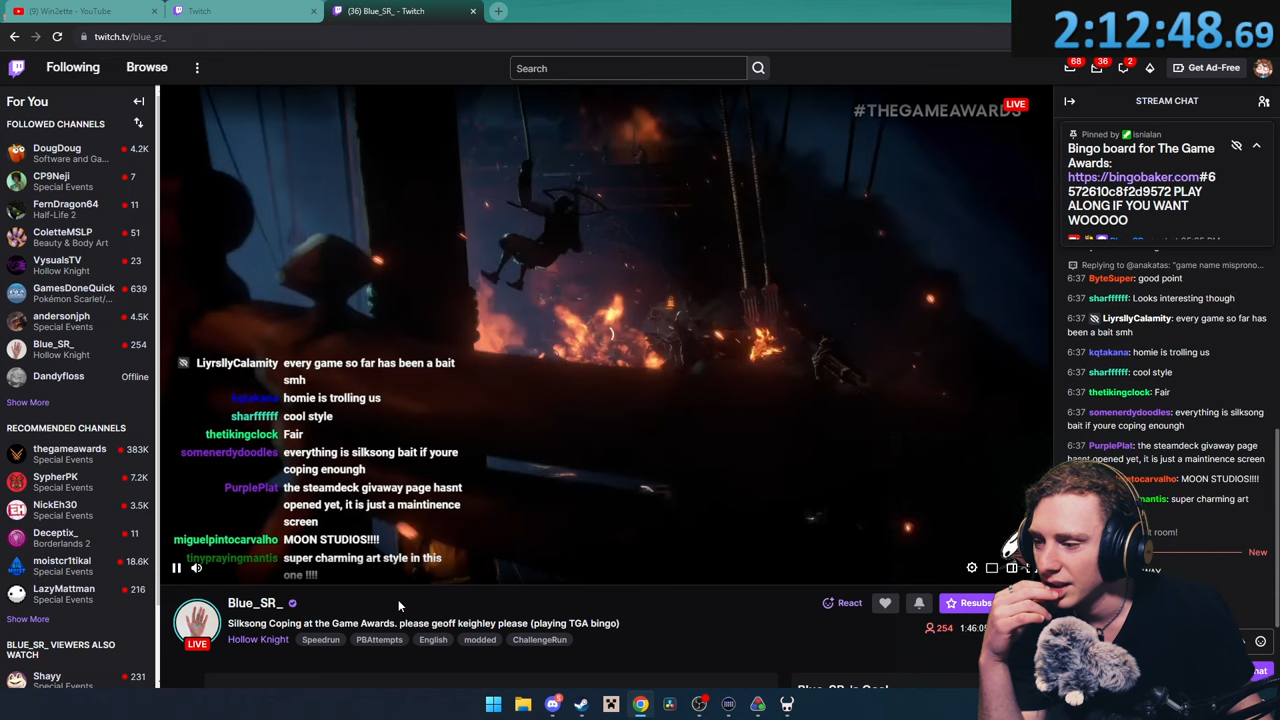 (9) Win2ette - YouTube
Twitch
(36) Blue_SR_ - Twitch
2:12:48.69
twitch.tv/blue_sr_
Following
Browse
Search
68
36
2
Get Ad-Free
For You
FOLLOWED CHANNELS
DougDoug
4.2K
Software and Ga...
CP9Neji
7
Special Events
FernDragon64
11
Half-Life 2
ColetteMSLP
51
Beauty & Body Art
VysualsTV
23
Hollow Knight
GamesDoneQuick
639
Pokémon Scarlet/...
andersonjph
4.5K
Special Events
Blue_SR_
254
Hollow Knight
Dandyfloss
Offline
Show More
RECOMMENDED CHANNELS
thegameawards
383K
Special Events
SypherPK
7.2K
Special Events
NickEh30
3.5K
Special Events
Deceptix_
11
Borderlands 2
moistcr1tikal
18.6K
Special Events
LazyMattman
216
Special Events
Show More
BLUE_SR_ VIEWERS ALSO
WATCH
Shayy
231
#THEGAMEAWARDS
LIVE
LiyrsllyCalamity every game so far has been a bait
smh
kqtakana homie is trolling us
sharffffff cool style
thetikingclock Fair
somenerdydoodles everything is silksong bait if youre
coping enoungh
PurplePlat the steamdeck givaway page hasnt
opened yet, it is just a maintinence
screen
miguelpintocarvalho MOON STUDIOS!!!!
tinyprayingmantis super charming art style in this
one !!!!
LIVE
Blue_SR_
Silksong Coping at the Game Awards. please geoff keighley please (playing TGA bingo)
Hollow Knight
Speedrun
PBAttempts
English
modded
ChallengeRun
React
Resubs
254
1:46:05
STREAM CHAT
Pinned by isnialan
Bingo board for The Game
Awards:
https://bingobaker.com#6
572610c8f2d9572 PLAY
ALONG IF YOU WANT
WOOOOO
Replying to @anakatas: "game name misprono...
6:37 ByteSuper: good point
6:37 sharffffff: Looks interesting though
6:37 LiyrsllyCalamity: every game so far has
been a bait smh
6:37 kqtakana: homie is trolling us
6:37 sharffffff: cool style
6:37 thetikingclock: Fair
6:37 somenerdydoodles: everything is silksong
bait if youre coping enoungh
6:37 PurplePlat: the steamdeck givaway page
hasnt opened yet, it is just a maintinence screen
ntocarvalho: MOON STUDIOS!!!!
mantis: super charming art
t room!
New